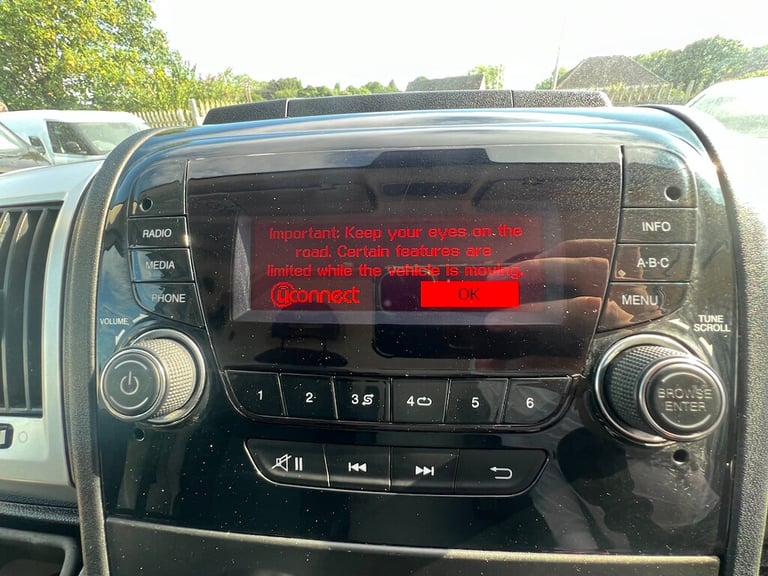 Important: Keep your eyes on the
road. Certain features are
limited while the vehicle is moving.
uconnect
OK
RADIO
MEDIA
PHONE
INFO
A-B-C
MENU
VOLUME
TUNE
SCROLL
BROWSE
ENTER
1
2
3
4
5
6